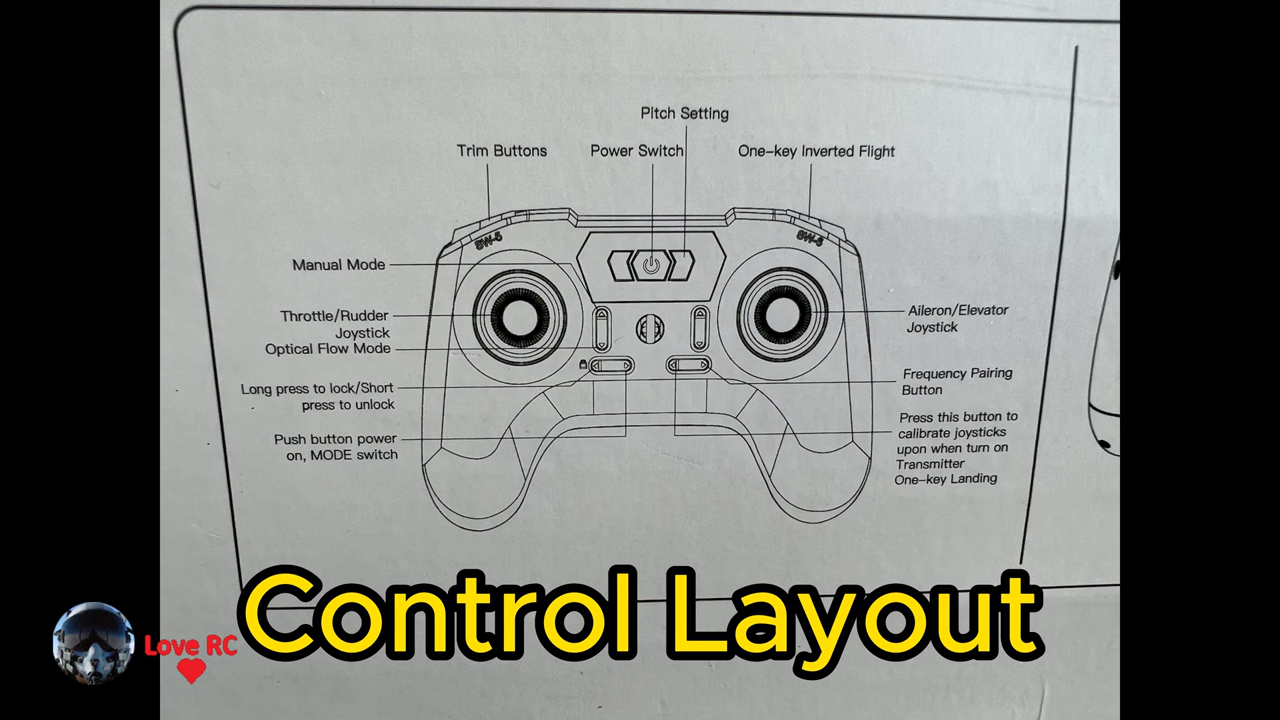 Pitch Setting
Trim Buttons
Power Switch
One-key Inverted Flight
SW-5
SW-5
Manual Mode
Throttle/Rudder
Joystick
Optical Flow Mode
Long press to lock/Short
press to unlock
Push button power
on, MODE switch
Aileron/Elevator
Joystick
Frequency Pairing
Button
Press this button to
calibrate joysticks
upon when turn on
Transmitter
One-key Landing
Control Layout
Love RC